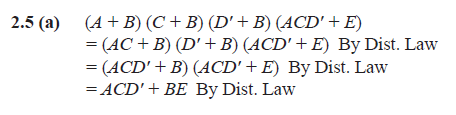 2.5 (a) (A + B) (C + B) (D' + B) (ACD' + E)
= (AC + B) (D' + B) (ACD' + E) By Dist. Law
= (ACD' + B) (ACD' + E) By Dist. Law
= ACD' + BE By Dist. Law